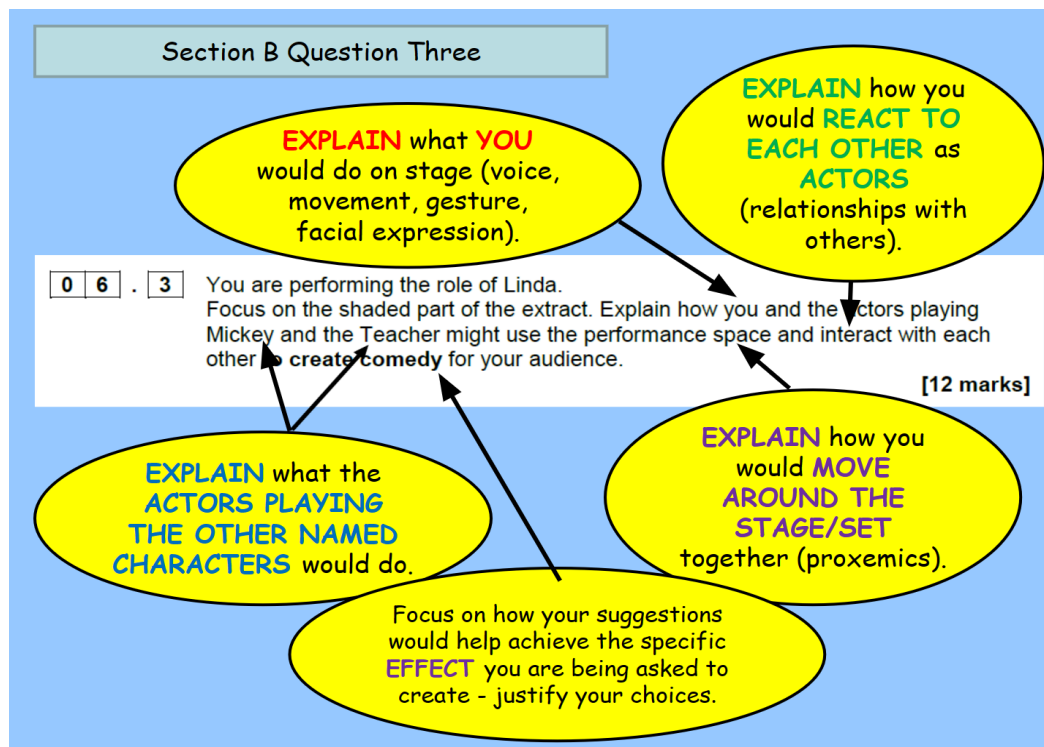 Section B Question Three
EXPLAIN what YOU
would do on stage (voice,
movement, gesture,
facial expression).
EXPLAIN how you
would REACT TO
EACH OTHER as
ACTORS
(relationships with
others).
06.3 You are performing the role of Linda.
Focus on the shaded part of the extract. Explain how you and the actors playing
Mickey and the Teacher might use the performance space and interact with each
other to create comedy for your audience.
[12 marks]
EXPLAIN what the
ACTORS PLAYING
THE OTHER NAMED
CHARACTERS would do.
EXPLAIN how you
would MOVE
AROUND THE
STAGE/SET
together (proxemics).
Focus on how your suggestions
would help achieve the specific
EFFECT you are being asked to
create - justify your choices.